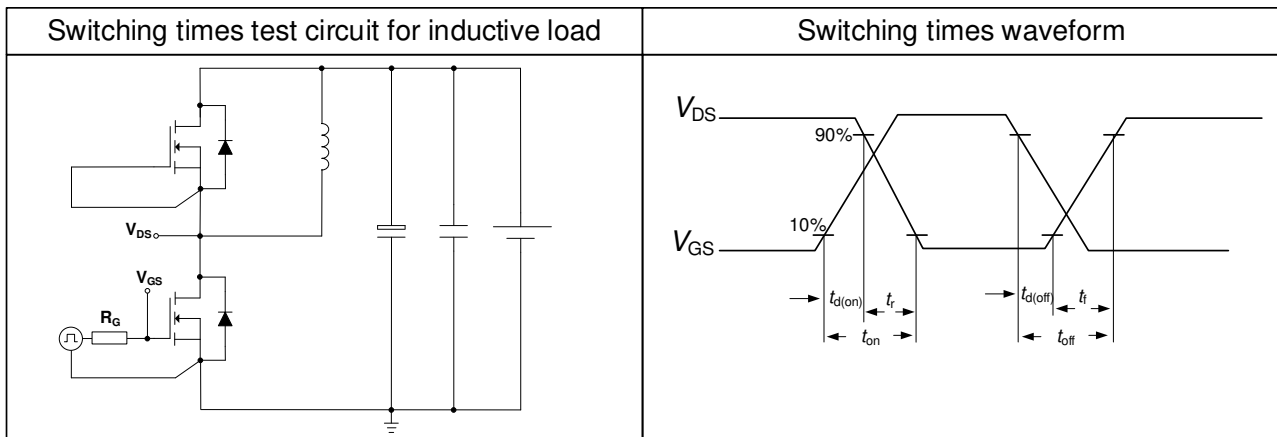 Switching times test circuit for inductive load
Switching times waveform
VDS
VGS
RG
VDS
90%
10%
VGS
td(on)
tr
ton
td(off)
tf
toff